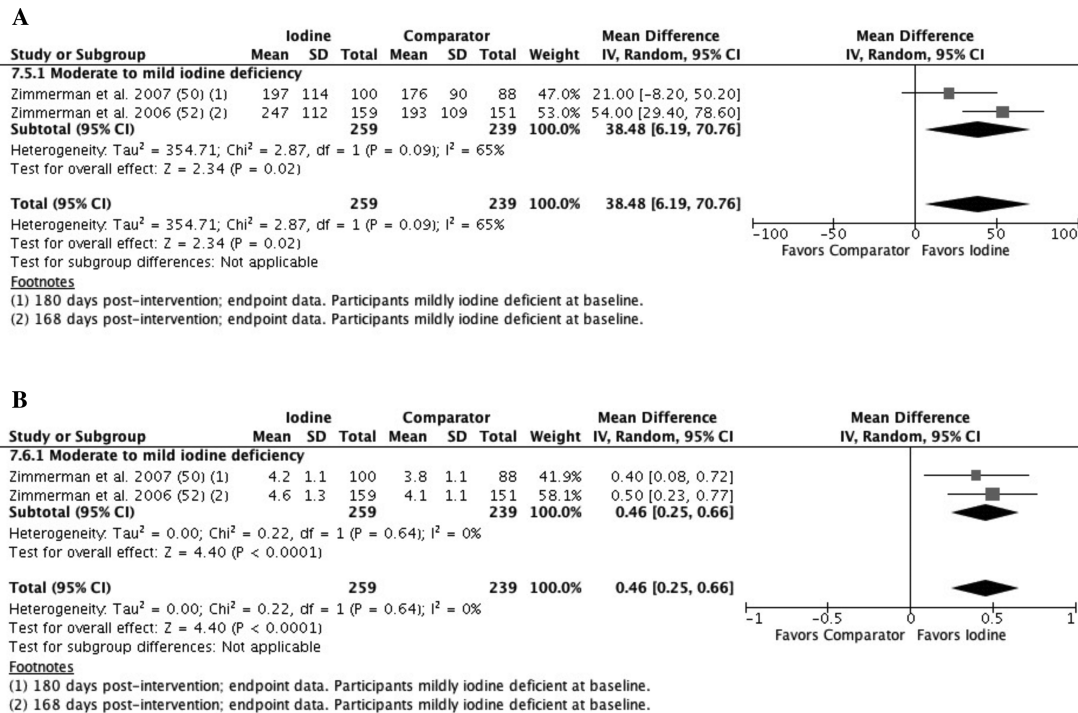 A
Iodine Comparator Mean Difference Mean Difference
Study or Subgroup Mean SD Total Mean SD Total Weight IV, Random, 95% CI IV, Random, 95% CI
7.5.1 Moderate to mild iodine deficiency
Zimmerman et al. 2007 (50) (1) 197 114 100 176 90 88 47.0% 21.00 [-8.20, 50.20]
Zimmerman et al. 2006 (52) (2) 247 112 159 193 109 151 53.0% 54.00 [29.40, 78.60]
Subtotal (95% CI) 259 239 100.0% 38.48 [6.19, 70.76]
Heterogeneity: Tau² = 354.71; Chi² = 2.87, df = 1 (P = 0.09); I² = 65%
Test for overall effect: Z = 2.34 (P = 0.02)
Total (95% CI) 259 239 100.0% 38.48 [6.19, 70.76]
Heterogeneity: Tau² = 354.71; Chi² = 2.87, df = 1 (P = 0.09); I² = 65%
-100 -50 0 50 100
Test for overall effect: Z = 2.34 (P = 0.02)
Favors Comparator Favors Iodine
Test for subgroup differences: Not applicable
Footnotes
(1) 180 days post-intervention; endpoint data. Participants mildly iodine deficient at baseline.
(2) 168 days post-intervention; endpoint data. Participants mildly iodine deficient at baseline.
B
Iodine Comparator Mean Difference Mean Difference
Study or Subgroup Mean SD Total Mean SD Total Weight IV, Random, 95% CI IV, Random, 95% CI
7.6.1 Moderate to mild iodine deficiency
Zimmerman et al. 2007 (50) (1) 4.2 1.1 100 3.8 1.1 88 41.9% 0.40 [0.08, 0.72]
Zimmerman et al. 2006 (52) (2) 4.6 1.3 159 4.1 1.1 151 58.1% 0.50 [0.23, 0.77]
Subtotal (95% CI) 259 239 100.0% 0.46 [0.25, 0.66]
Heterogeneity: Tau² = 0.00; Chi² = 0.22, df = 1 (P = 0.64); I² = 0%
Test for overall effect: Z = 4.40 (P < 0.0001)
Total (95% CI) 259 239 100.0% 0.46 [0.25, 0.66]
Heterogeneity: Tau² = 0.00; Chi² = 0.22, df = 1 (P = 0.64); I² = 0%
-1 -0.5 0 0.5 1
Test for overall effect: Z = 4.40 (P < 0.0001)
Favors Comparator Favors Iodine
Test for subgroup differences: Not applicable
Footnotes
(1) 180 days post-intervention; endpoint data. Participants mildly iodine deficient at baseline.
(2) 168 days post-intervention; endpoint data. Participants mildly iodine deficient at baseline.